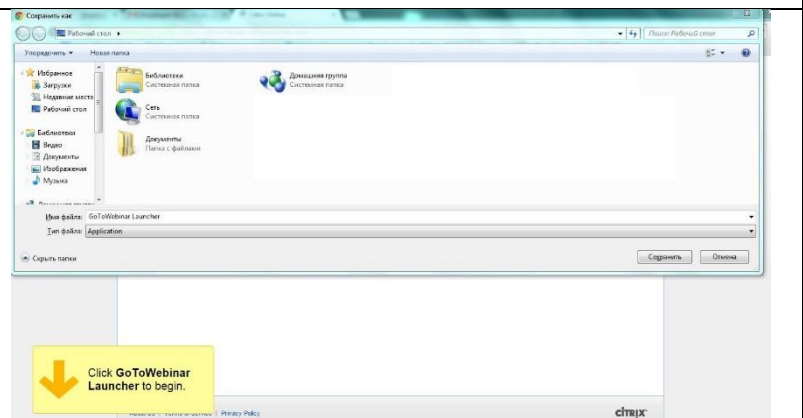 Сохранить как
Рабочий стол
Поиск: Рабочий стол
Упорядочить
Новая папка
Избранное
Загрузки
Недавние места
Рабочий стол
Библиотеки
Видео
Документы
Изображения
Музыка
Библиотеки
Системная папка
Домашняя группа
Системная папка
Сеть
Системная папка
Документы
Папка с файлами
Имя файла: GoToWebinar Launcher
Тип файла: Application
Скрыть папки
Сохранить
Отмена
Click GoToWebinar
Launcher to begin.
Privacy Policy
CITRIX